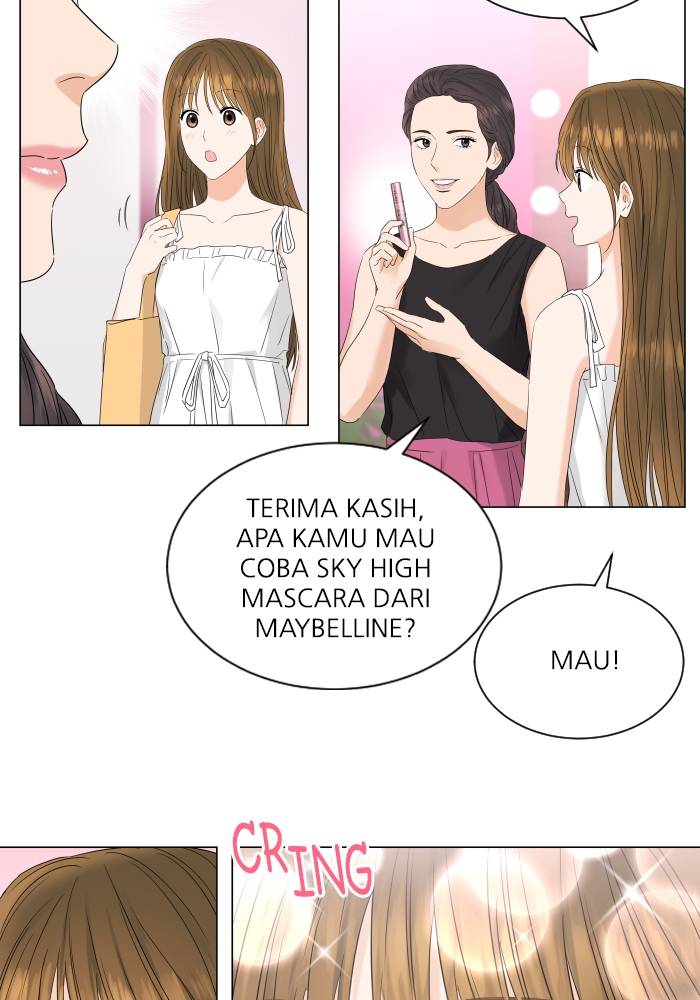 TERIMA KASIH,
APA KAMU MAU
COBA SKY HIGH
MASCARA DARI
MAYBELLINE?
MAU!
CRING